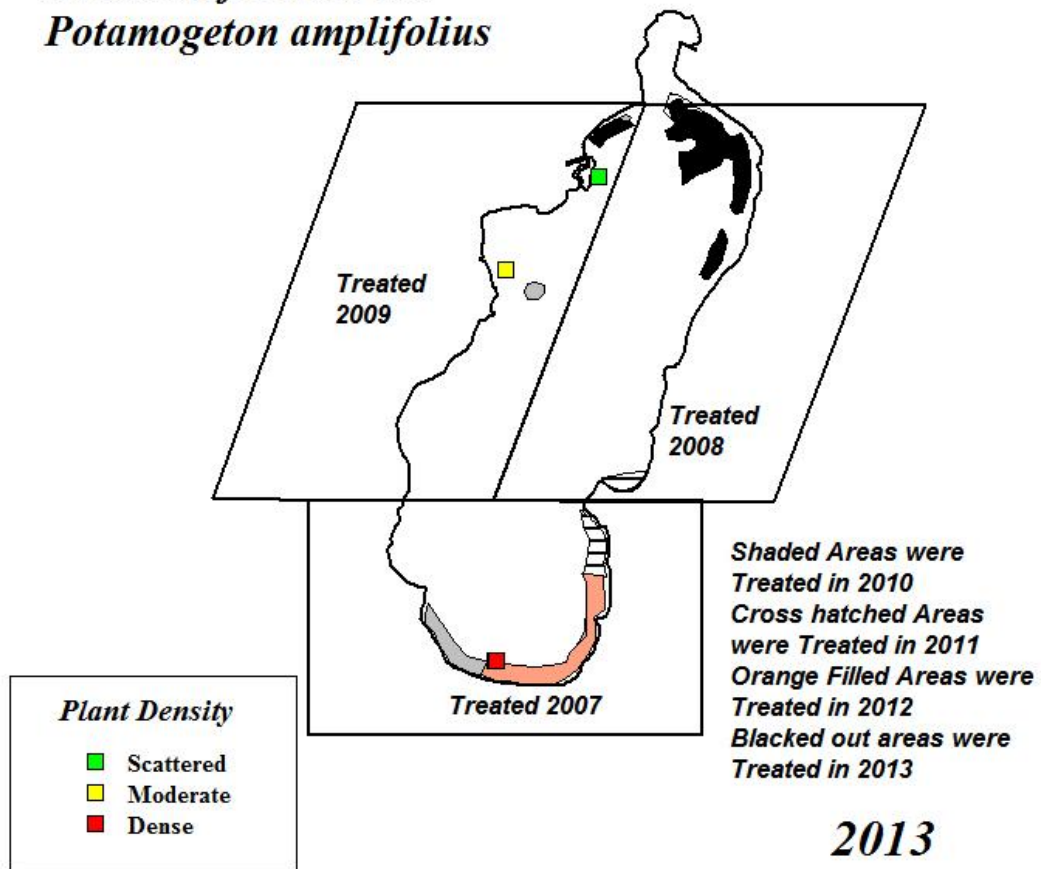 Potamogeton amplifolius
Treated
2009
Treated
2008
Shaded Areas were
Treated in 2010
Cross hatched Areas
were Treated in 2011
Orange Filled Areas were
Treated in 2012
Blacked out areas were
Treated in 2013
Treated 2007
Plant Density
Scattered
Moderate
Dense
2013